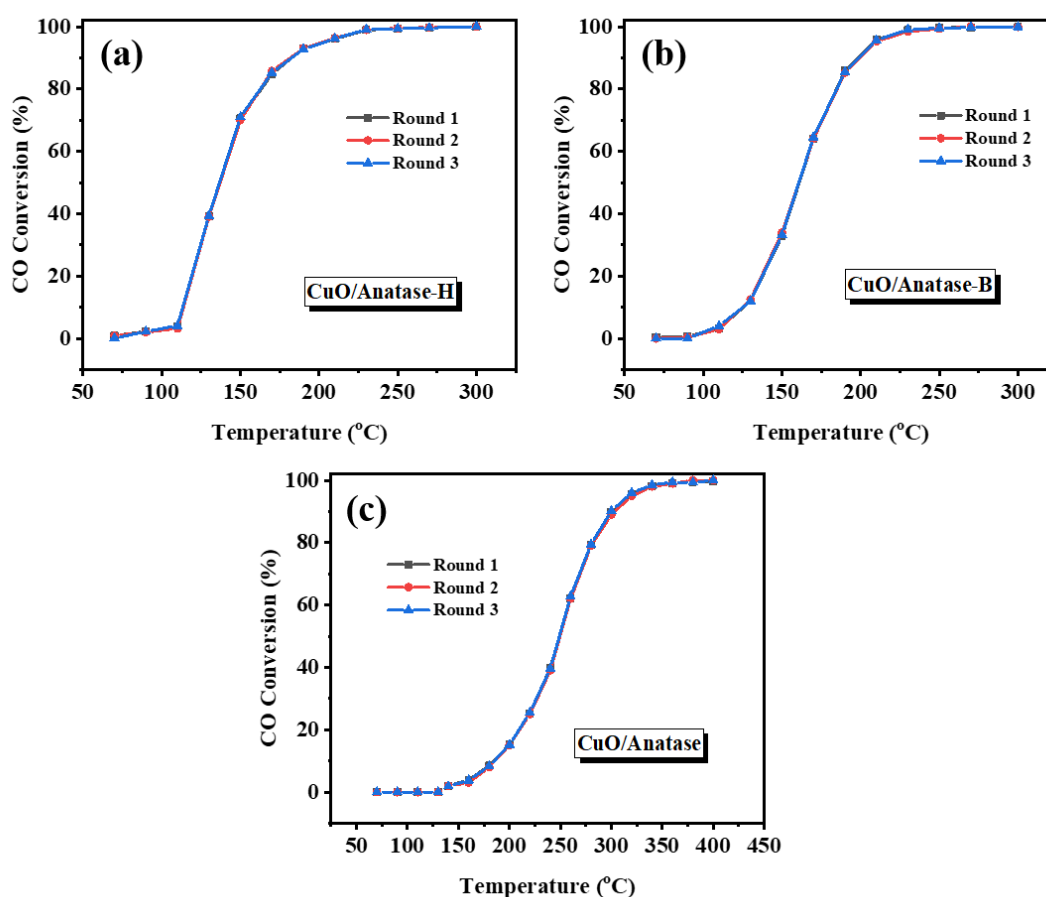 (a)
CO Conversion (%)
100
80
60
40
20
0
Round 1
Round 2
Round 3
CuO/Anatase-H
50 100 150 200 250 300
Temperature (°C)
(b)
CO Conversion (%)
100
80
60
40
20
0
Round 1
Round 2
Round 3
CuO/Anatase-B
50 100 150 200 250 300
Temperature (°C)
(c)
CO Conversion (%)
100
80
60
40
20
0
Round 1
Round 2
Round 3
CuO/Anatase
50 100 150 200 250 300 350 400 450
Temperature (°C)